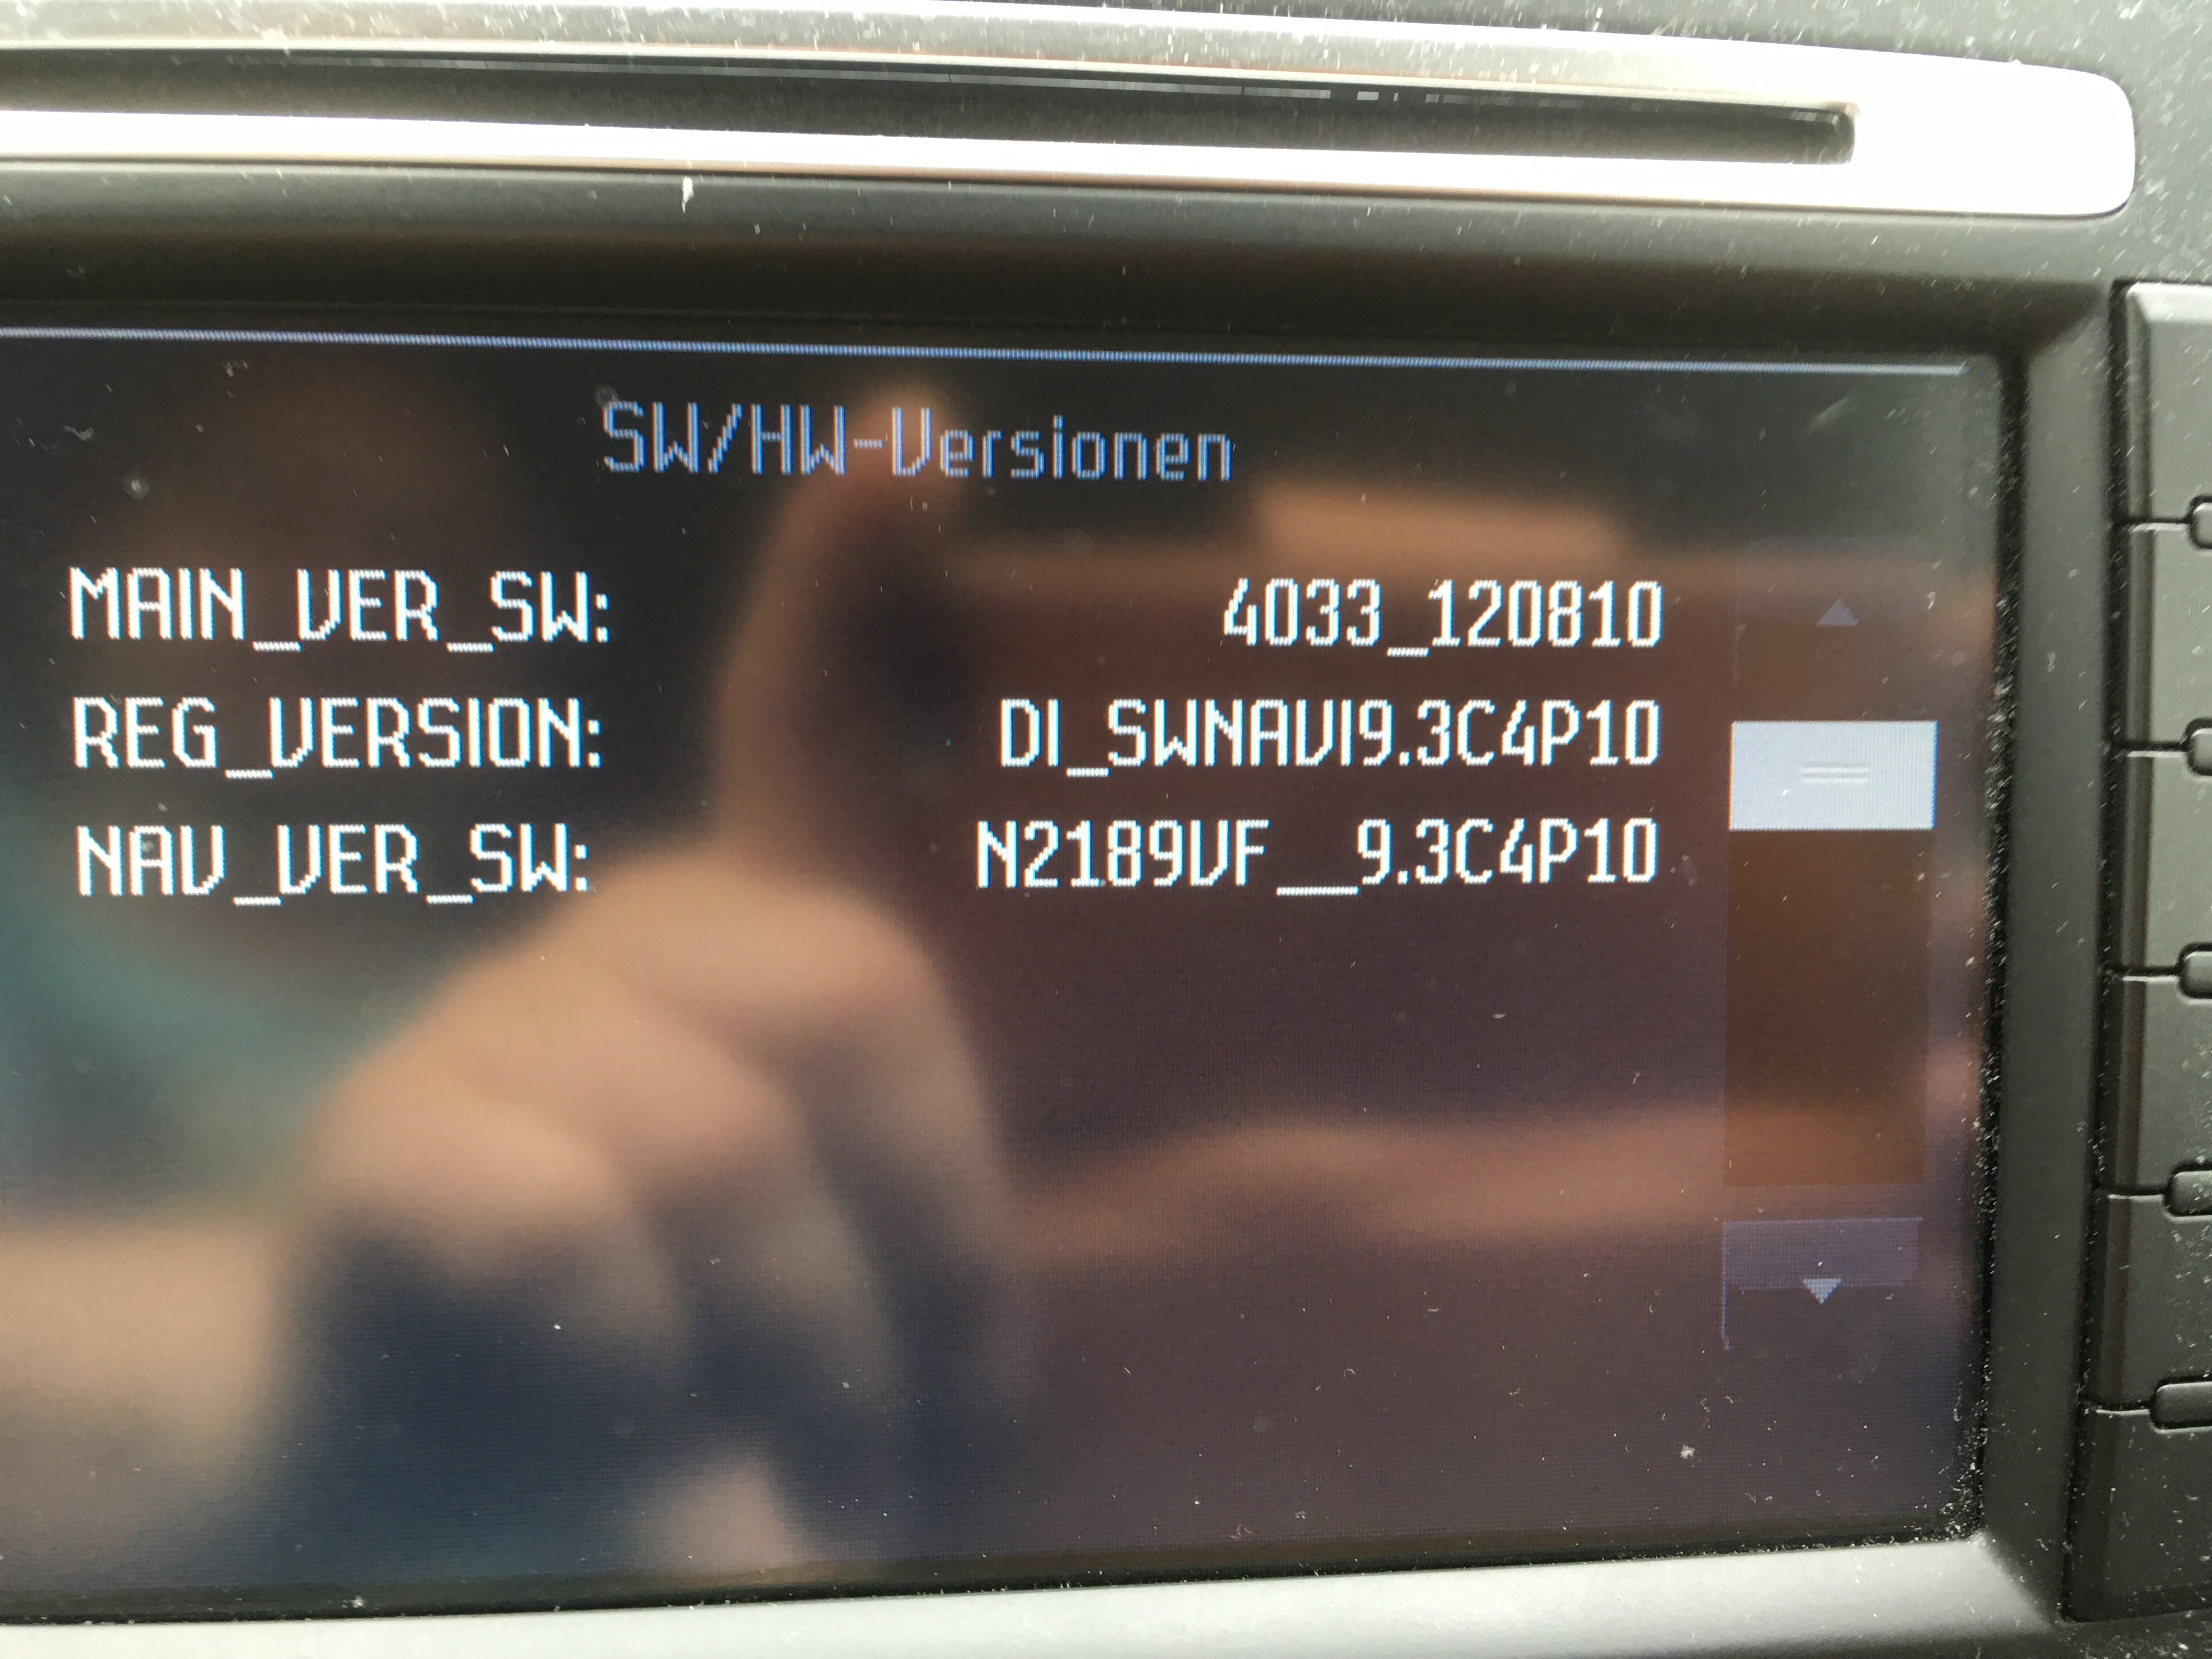 SW/HW-Versionen
MAIN_VER_SW: 4033_120810
REG_VERSION: DI_SWNAVI9.3C4P10
NAV_VER_SW: N2189VF__9.3C4P10